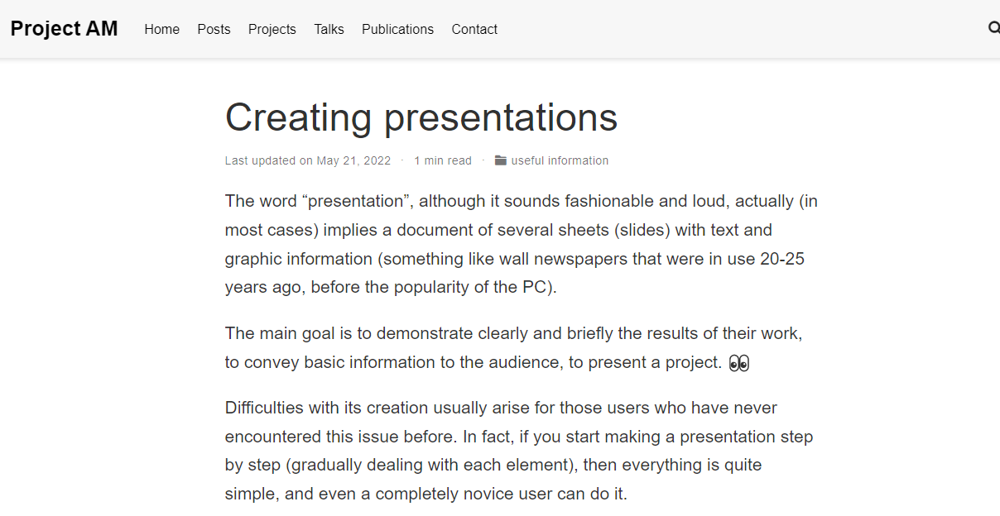 Project AM Home Posts Projects Talks Publications Contact
Creating presentations
Last updated on May 21, 2022 · 1 min read · useful information
The word “presentation”, although it sounds fashionable and loud, actually (in
most cases) implies a document of several sheets (slides) with text and
graphic information (something like wall newspapers that were in use 20-25
years ago, before the popularity of the PC).
The main goal is to demonstrate clearly and briefly the results of their work,
to convey basic information to the audience, to present a project. 👀
Difficulties with its creation usually arise for those users who have never
encountered this issue before. In fact, if you start making a presentation step
by step (gradually dealing with each element), then everything is quite
simple, and even a completely novice user can do it.